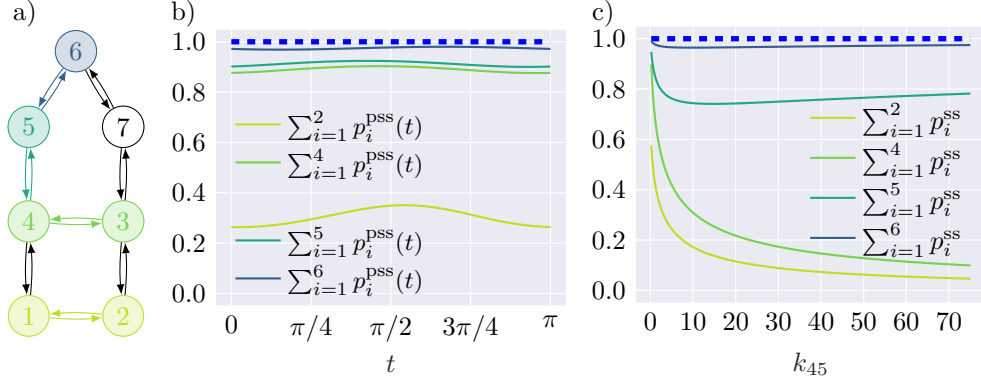 a)
6
5
7
4
3
1
2
b)
1.0
0.8
0.6
0.4
0.2
0.0
∑_{i=1}^{2} p_i^{pss}(t)
∑_{i=1}^{4} p_i^{pss}(t)
∑_{i=1}^{5} p_i^{pss}(t)
∑_{i=1}^{6} p_i^{pss}(t)
0 π/4 π/2 3π/4 π
t
c)
1.0
0.8
0.6
0.4
0.2
0.0
∑_{i=1}^{2} p_i^{ss}
∑_{i=1}^{4} p_i^{ss}
∑_{i=1}^{5} p_i^{ss}
∑_{i=1}^{6} p_i^{ss}
0 10 20 30 40 50 60 70
k_{45}